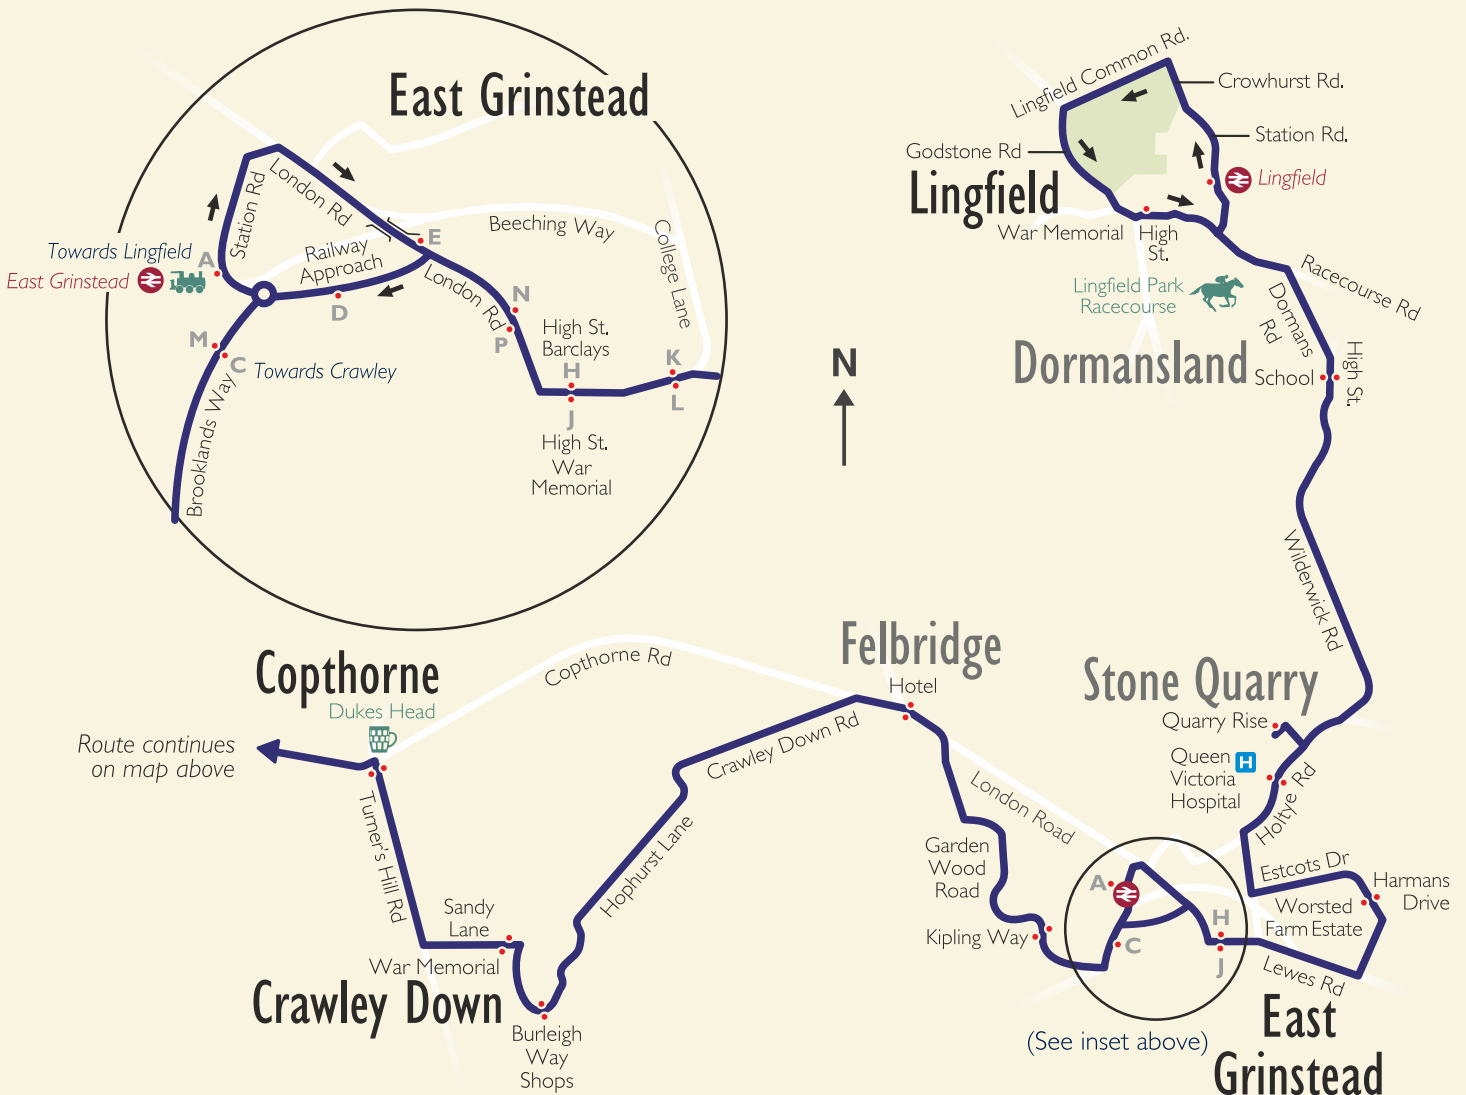 East Grinstead
London Rd
Station Rd
Beeching Way
College Lane
Towards Lingfield
East Grinstead
A
Railway
Approach
E
D
London Rd
N
P
M
C
Towards Crawley
Brooklands Way
High St.
Barclays
H
J
High St.
War
Memorial
K
L
N
Lingfield Common Rd.
Crowhurst Rd.
Station Rd.
Godstone Rd
Lingfield
Lingfield
War Memorial
High
St.
Lingfield Park
Racecourse
Racecourse Rd
Dormans
Rd
Dormansland
School
High St.
Wilderwick Rd
Stone Quarry
Quarry Rise
Queen
Victoria
Hospital
H
Holtye Rd
Estcots Dr
Harmans
Drive
Worsted
Farm Estate
Lewes Rd
East
Grinstead
(See inset above)
A
C
H
J
London Road
Felbridge
Hotel
Garden
Wood
Road
Kipling Way
Copthorne Rd
Crawley Down Rd
Hophurst Lane
Copthorne
Dukes Head
Route continues
on map above
Turner's Hill Rd
Sandy
Lane
War Memorial
Crawley Down
Burleigh
Way
Shops